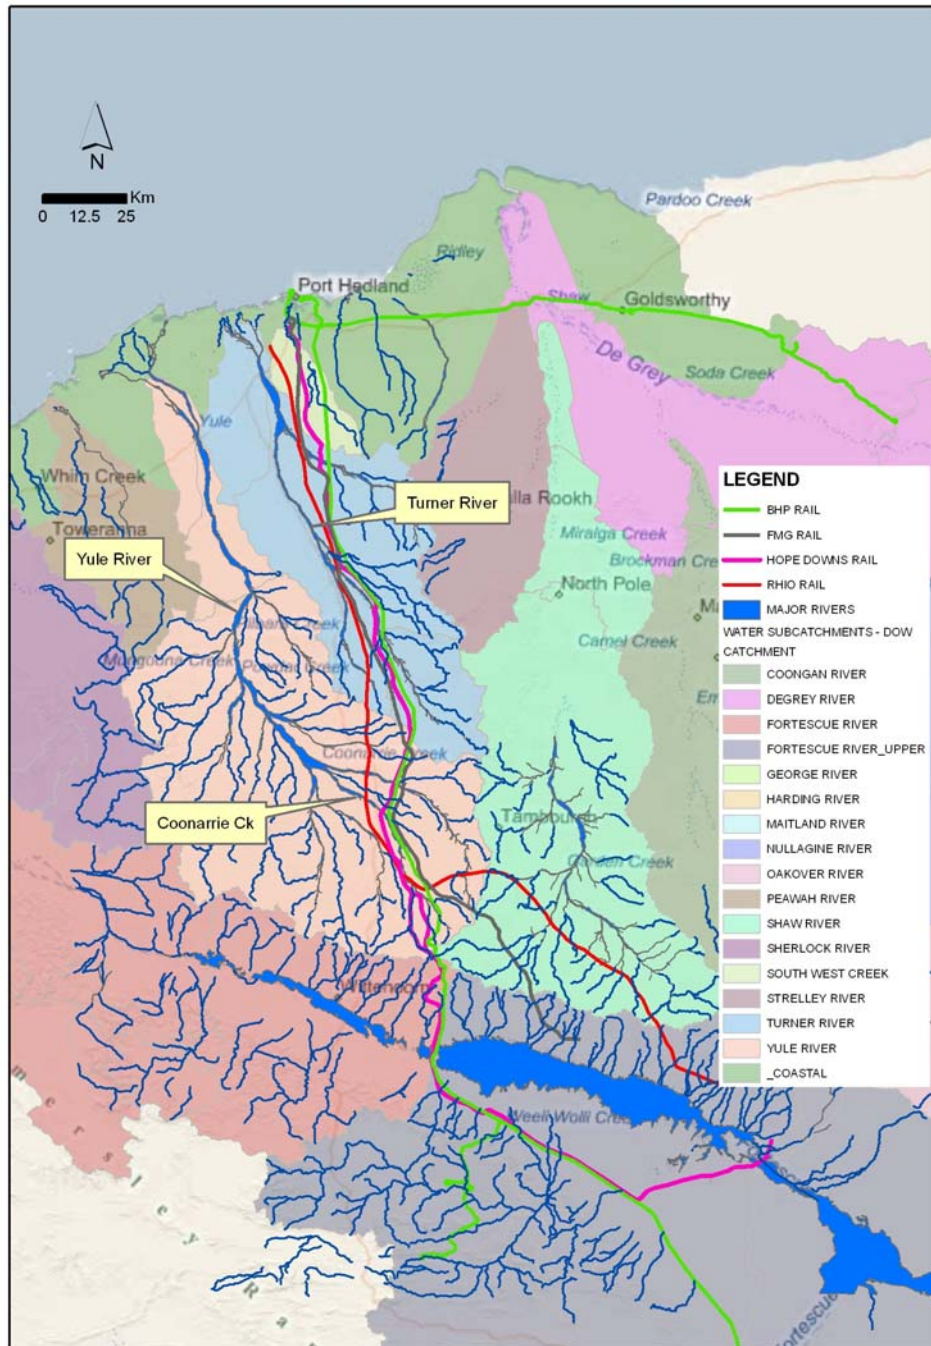 N
Km
0 12.5 25
Pardoo Creek
Ridley
Port Hedland
Shaw
Goldsworthy
De Grey
Soda Creek
Yule
Whim Creek
Turner River
Toweranna
Miralga Creek
Yule River
Brockman
North Pole
Camel Creek
Coonarrie Creek
Coonarrie Ck
Tambourah
Garden Creek
Wittenoom
Weeli Wolli
LEGEND
BHP RAIL
FMG RAIL
HOPE DOWNS RAIL
RHIO RAIL
MAJOR RIVERS
WATER SUBCATCHMENTS - DOW
CATCHMENT
COONGAN RIVER
DEGREY RIVER
FORTESCUE RIVER
FORTESCUE RIVER_UPPER
GEORGE RIVER
HARDING RIVER
MAITLAND RIVER
NULLAGINE RIVER
OAKOVER RIVER
PEAWAH RIVER
SHAW RIVER
SHERLOCK RIVER
SOUTH WEST CREEK
STRELLEY RIVER
TURNER RIVER
YULE RIVER
_COASTAL